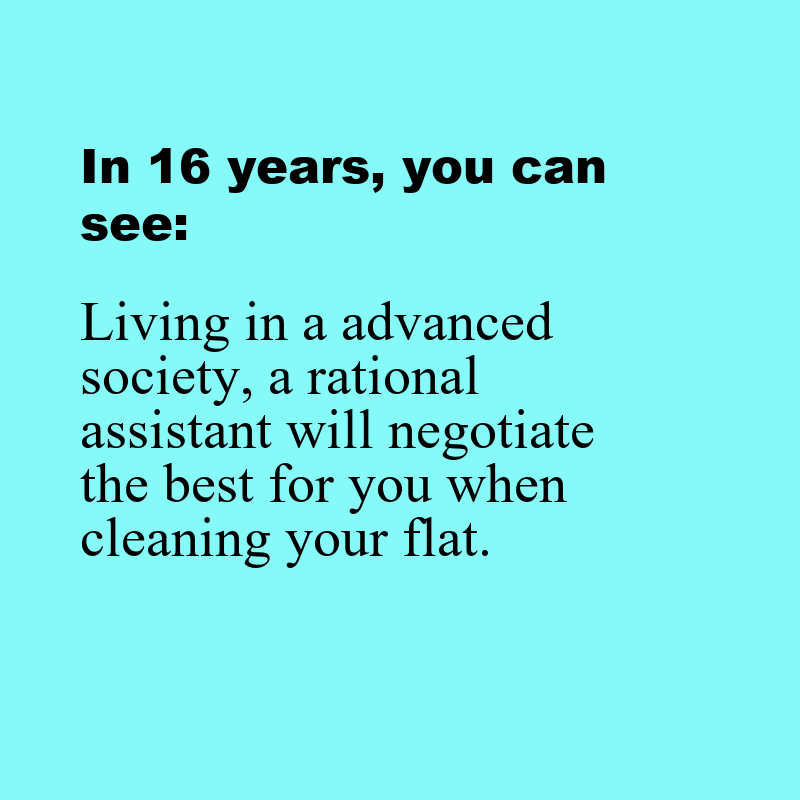 In 16 years, you can
see:
Living in a advanced
society, a rational
assistant will negotiate
the best for you when
cleaning your flat.